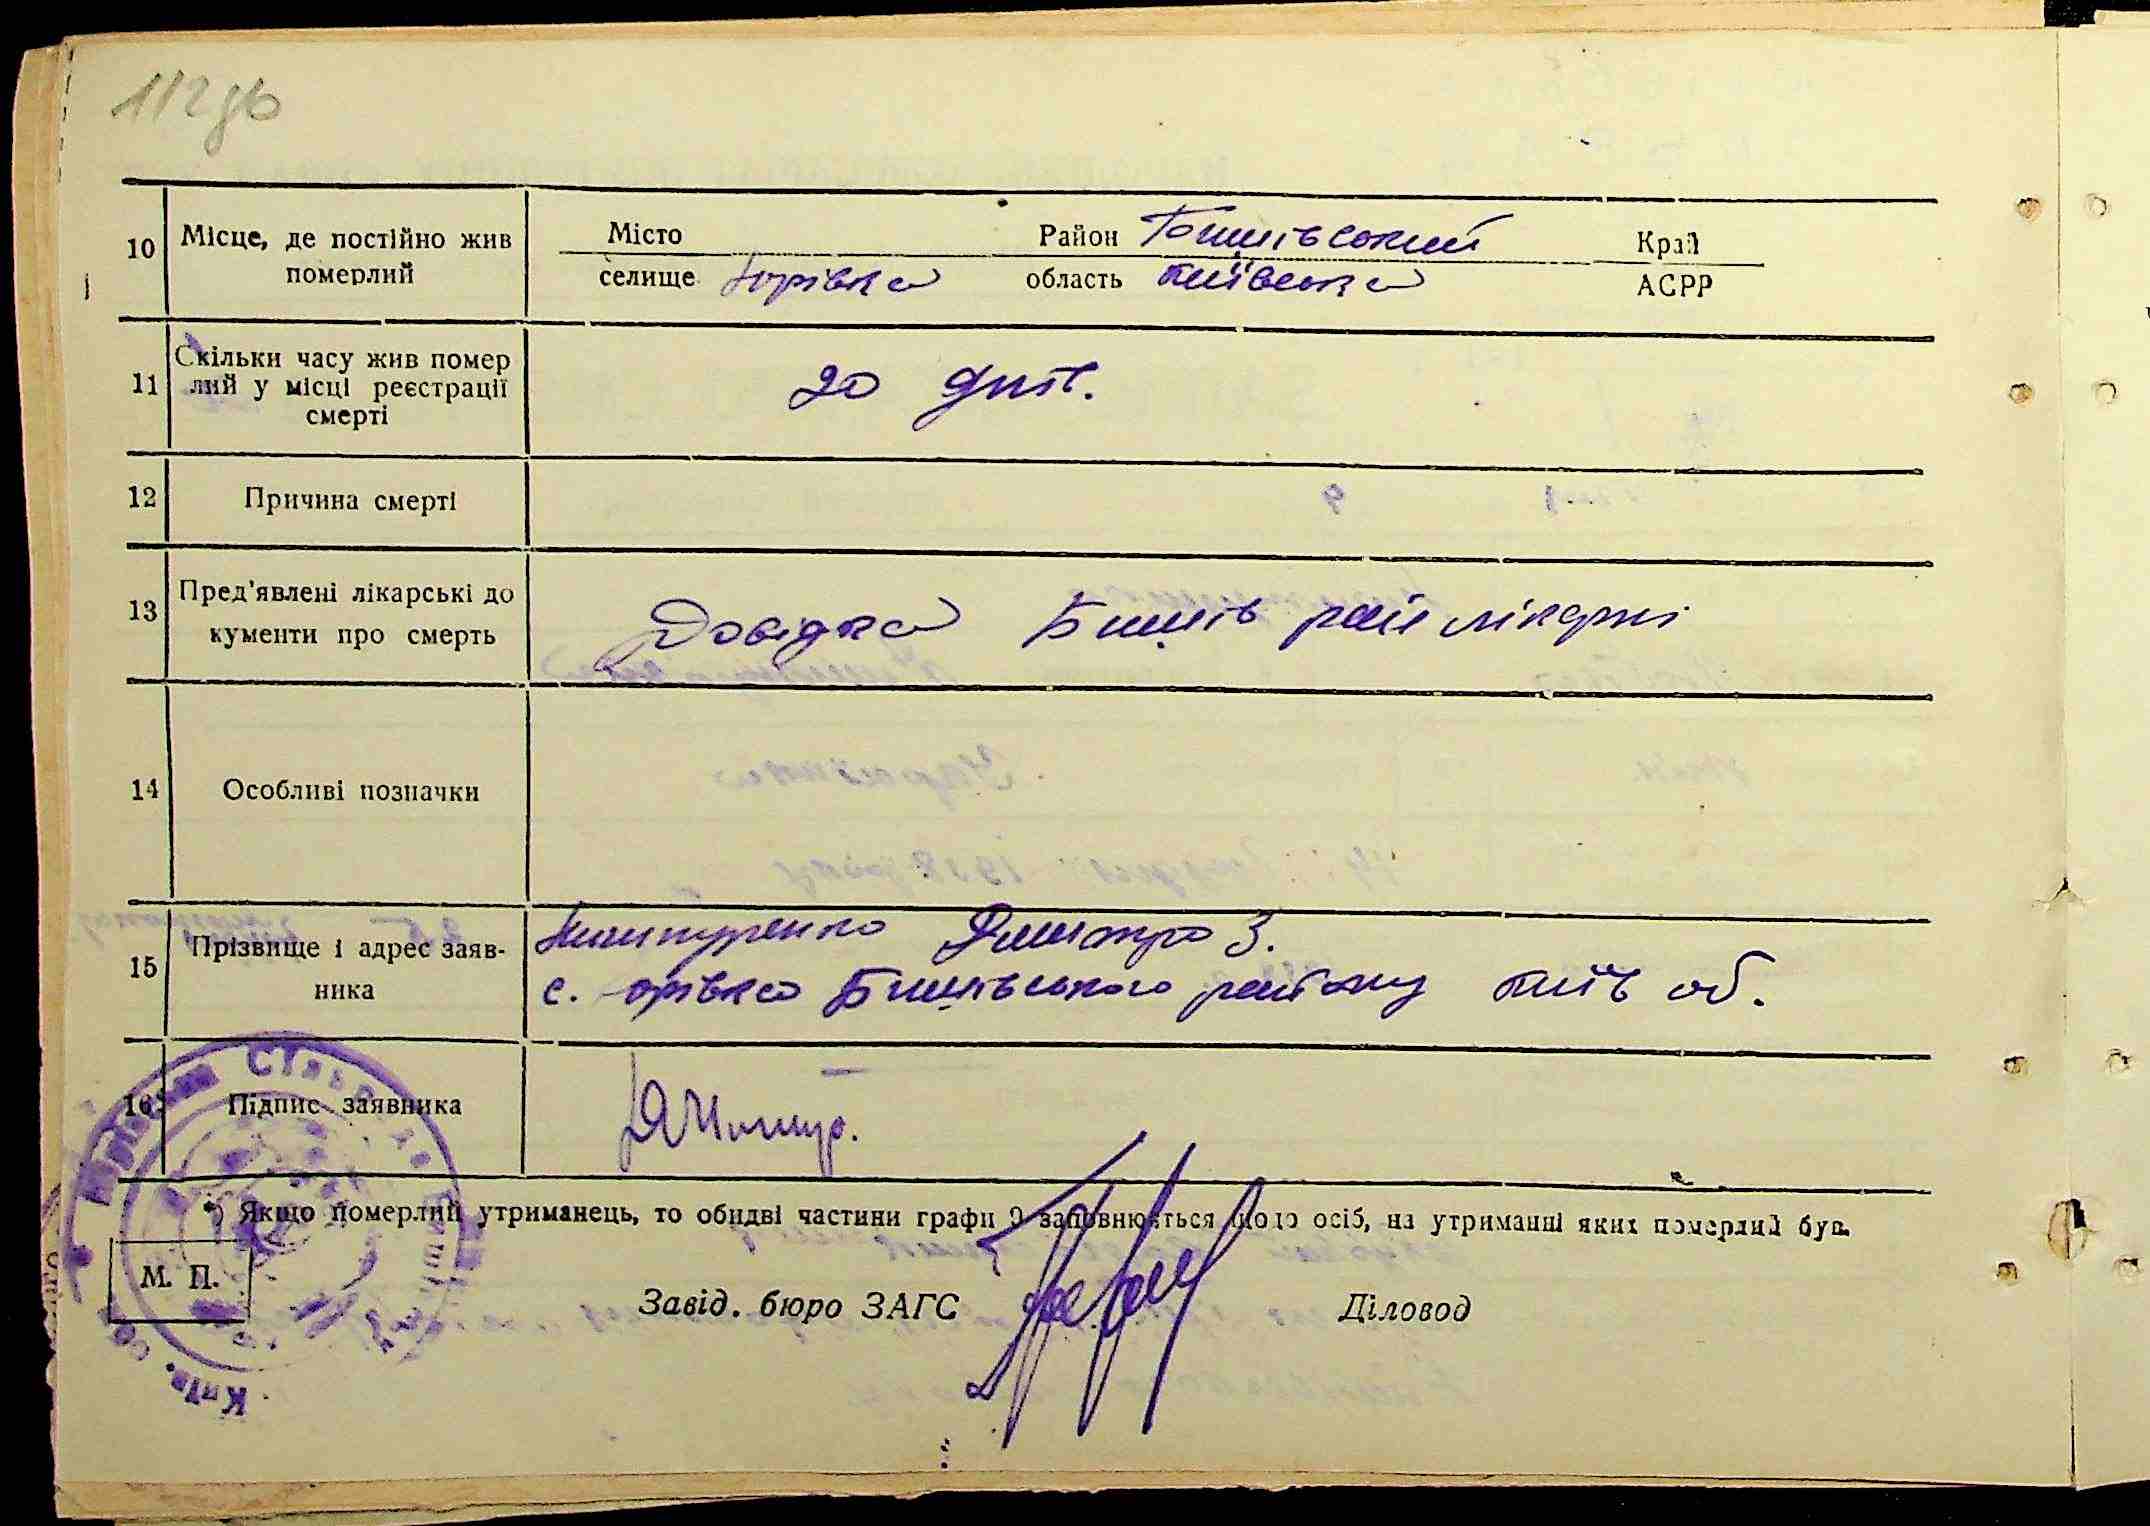 112зв
10 Місце, де постійно жив померлий
Місто Район Бишівський Край
селище Юрівка область Київська АСРР
11 Скільки часу жив помер
лий у місці реєстрації
смерті
20 днів.
12 Причина смерті
13 Пред'явлені лікарські до
кументи про смерть
Довідка Бишів рай лікарні
14 Особливі позначки
15 Прізвище і адрес заяв-
ника
Дмитро З.
с. Юрівка Бишівського району Київ об.
16 Підпис заявника
*) Якщо померлий утриманець, то обидві частини графи 9 заповнюються щодо осіб, на утриманні яких померлий був.
М. П.
Завід. бюро ЗАГС Діловод